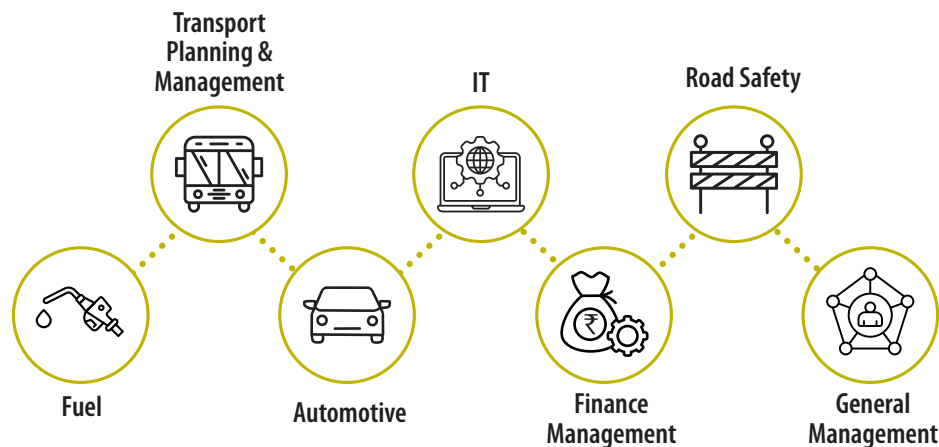 Transport
Planning &
Management
IT
Road Safety
₹
Fuel
Automotive
Finance
Management
General
Management